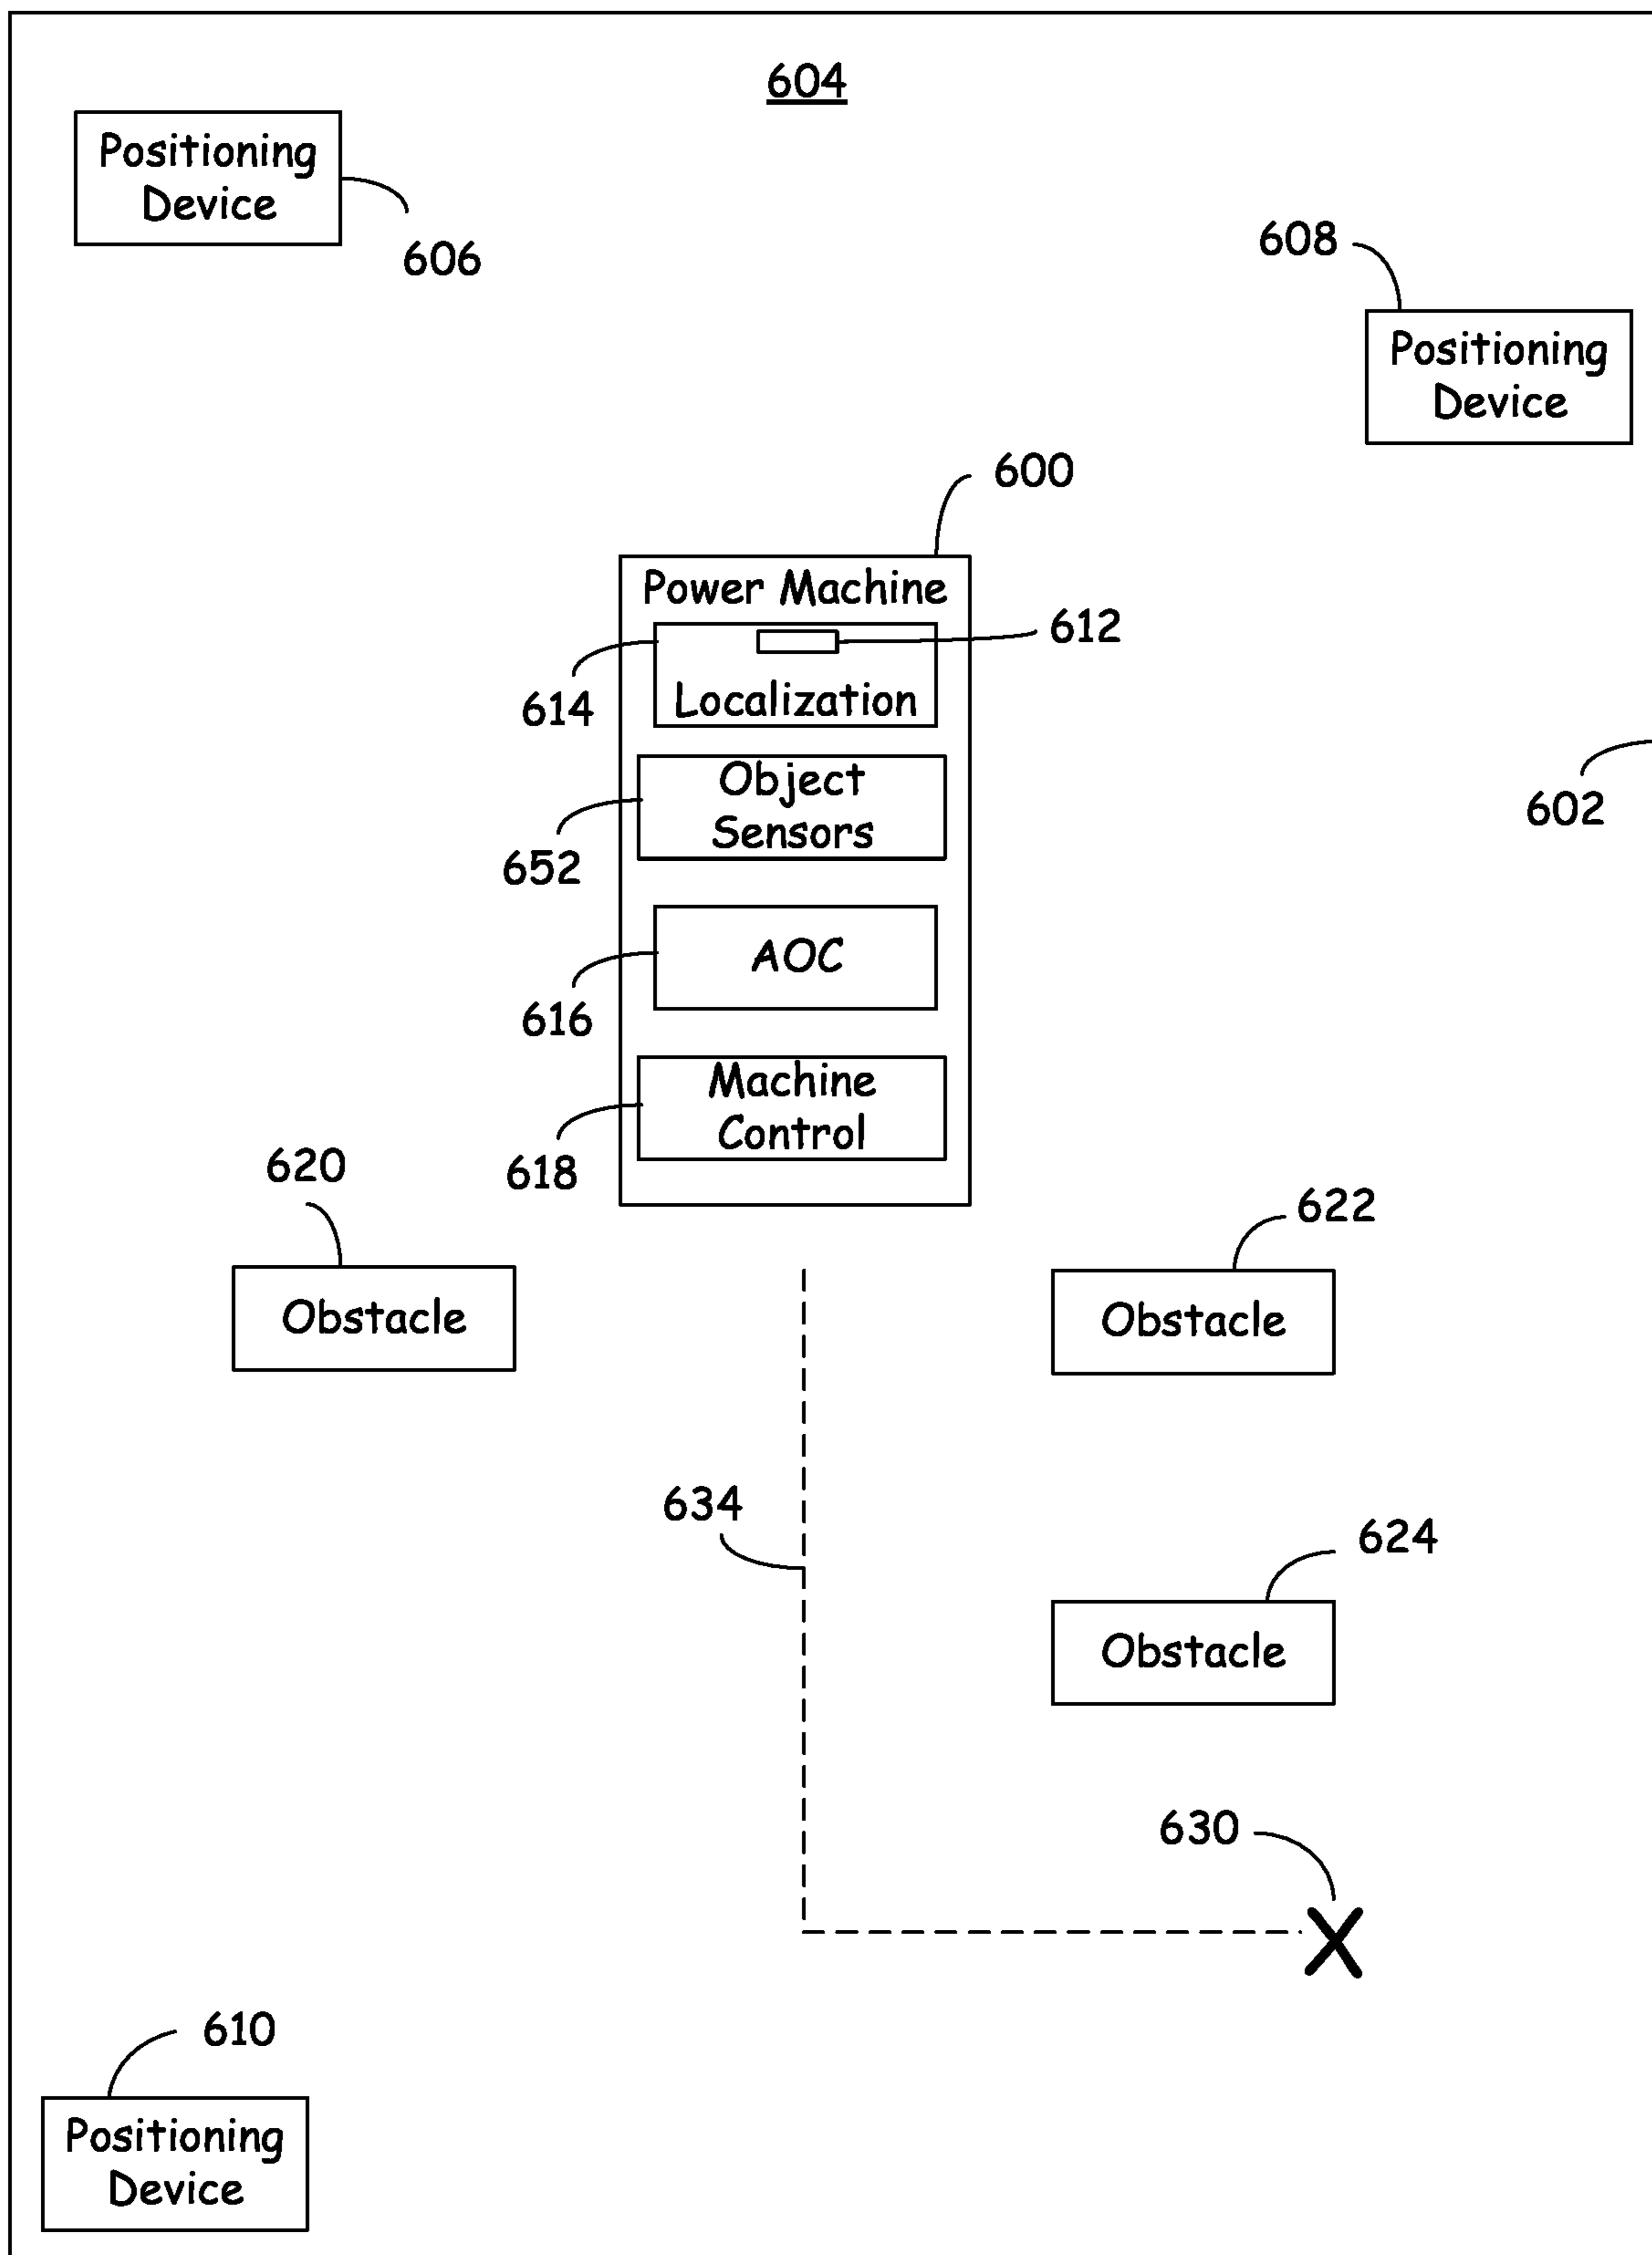 604
Positioning
Device
606
608
Positioning
Device
600
Power Machine
612
614
Localization
Object
Sensors
652
602
AOC
616
Machine
Control
618
620
622
Obstacle
Obstacle
634
624
Obstacle
630
X
610
Positioning
Device